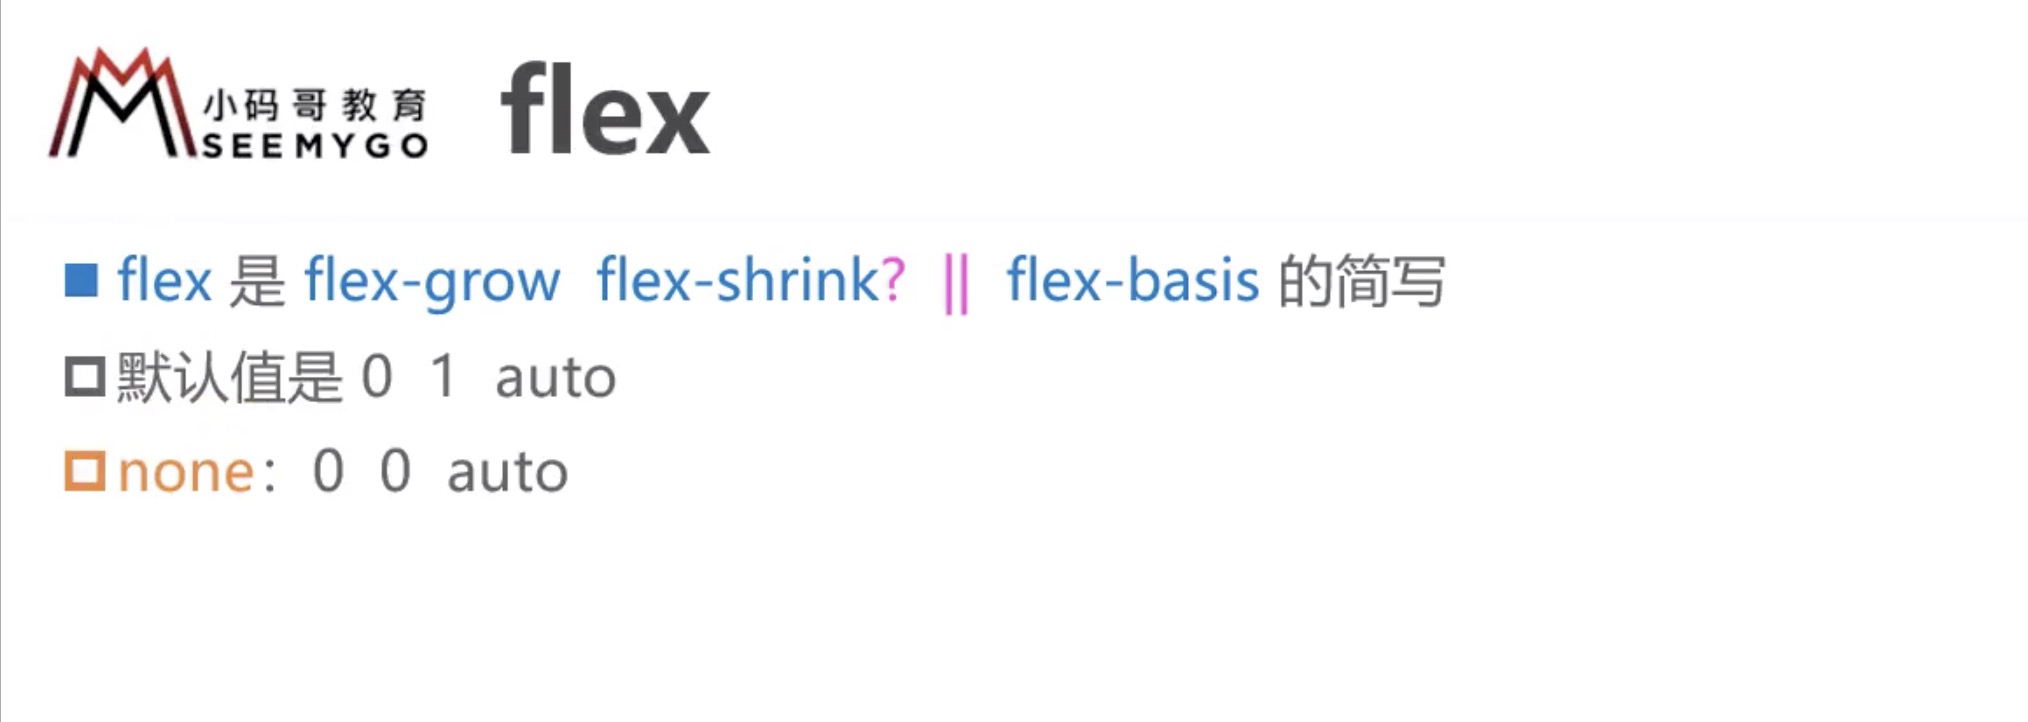 小码哥教育
SEEMYGO
flex
flex 是 flex-grow flex-shrink? || flex-basis 的简写
默认值是 0 1 auto
none: 0 0 auto